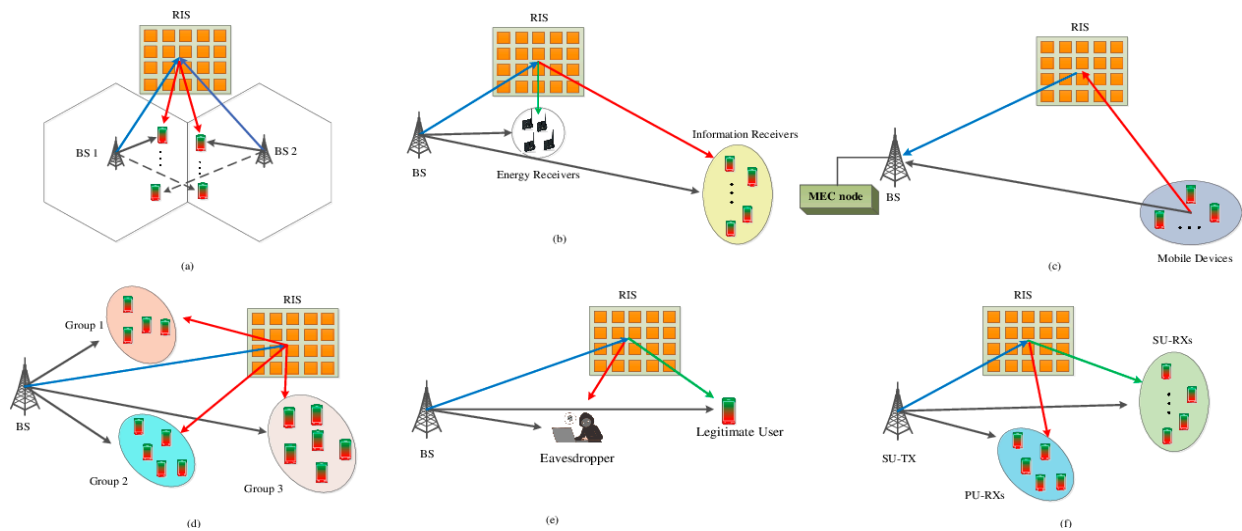 RIS
BS 1
BS 2
(a)
RIS
BS
Energy Receivers
Information Receivers
(b)
RIS
BS
MEC node
Mobile Devices
(c)
RIS
Group 1
BS
Group 2
Group 3
(d)
RIS
BS
Eavesdropper
Legitimate User
(e)
RIS
SU-RXs
SU-TX
PU-RXs
(f)